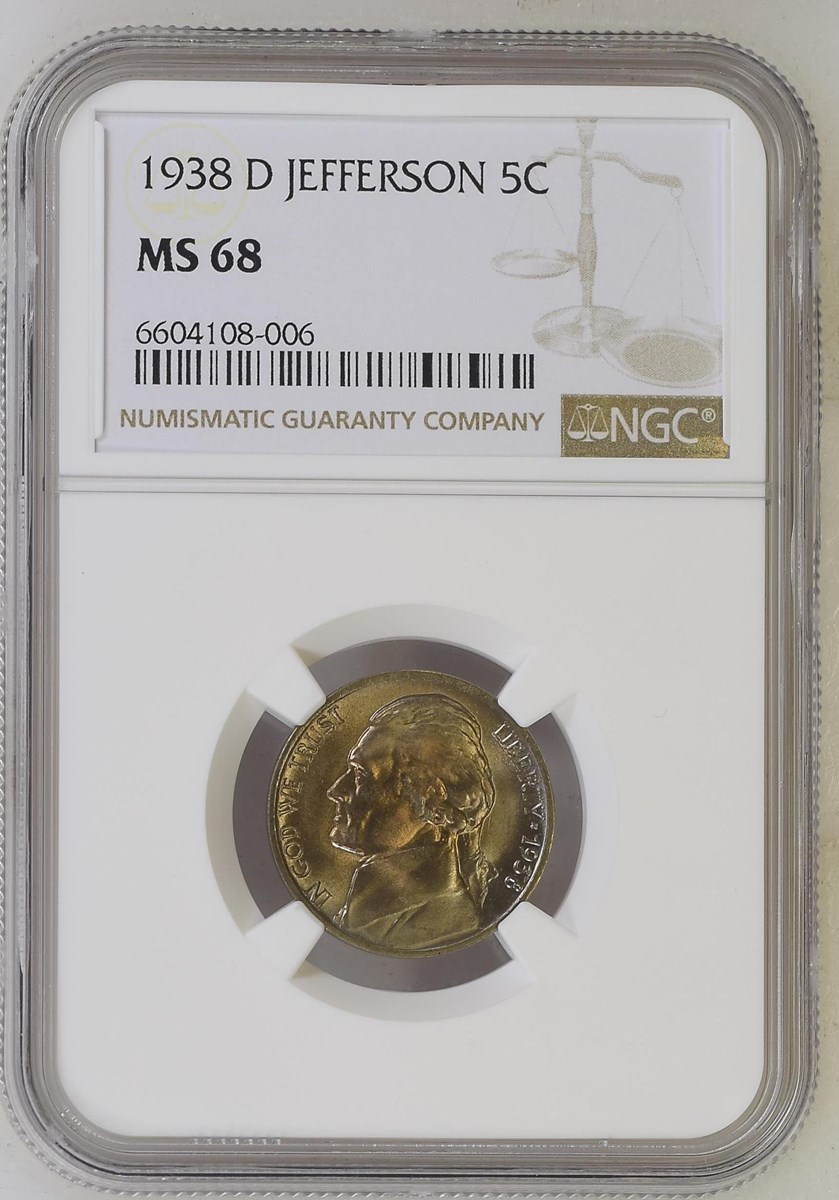 1938 D JEFFERSON 5C
MS 68
6604108-006
NUMISMATIC GUARANTY COMPANY
NGC®
IN GOD WE TRUST
LIBERTY * 1938